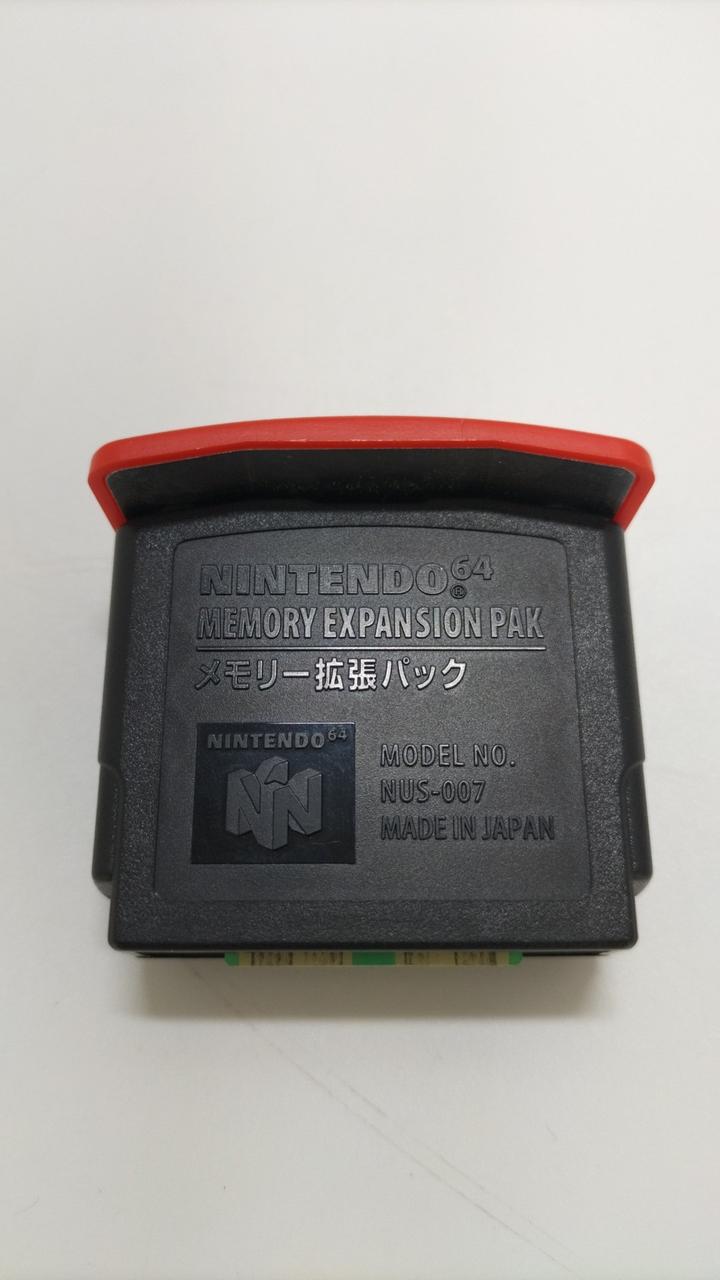 NINTENDO64®
MEMORY EXPANSION PAK
メモリー拡張パック
NINTENDO64
MODEL NO.
NUS-007
MADE IN JAPAN